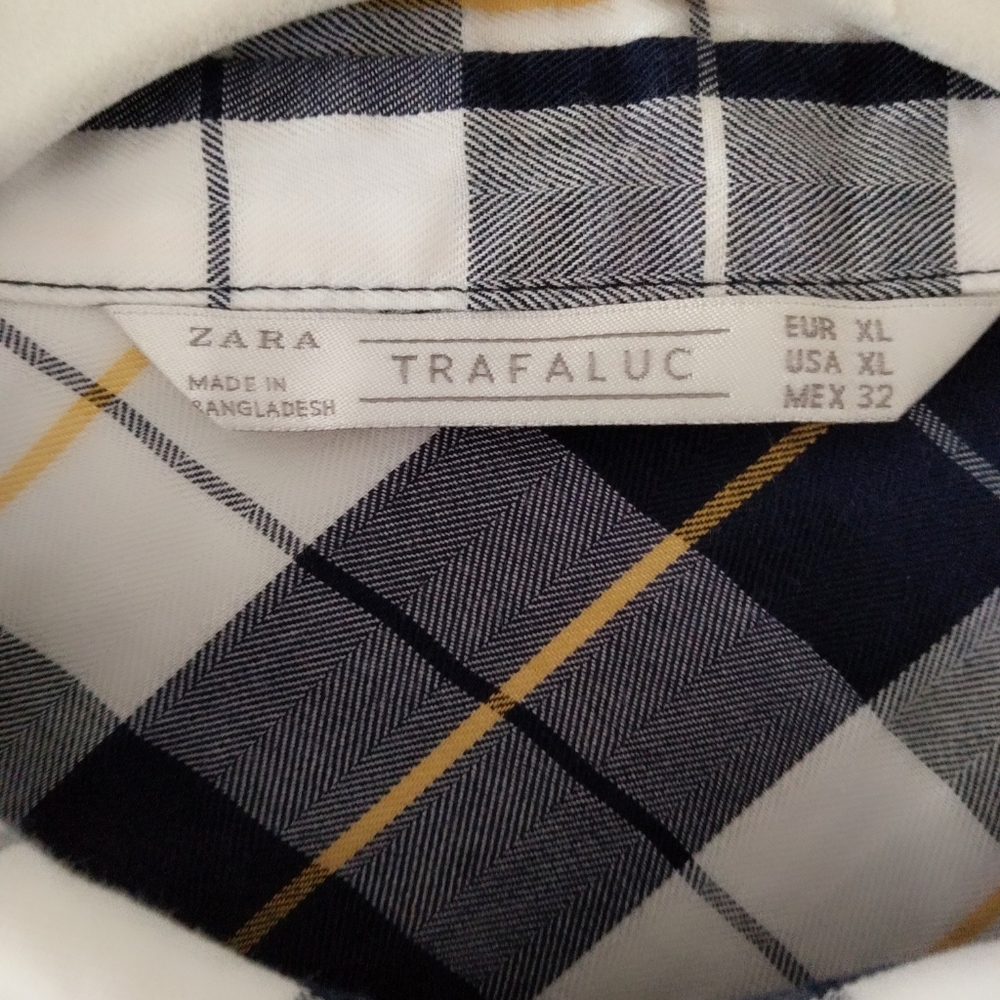 ZARA
MADE IN
BANGLADESH
TRAFALUC
EUR XL
USA XL
MEX 32